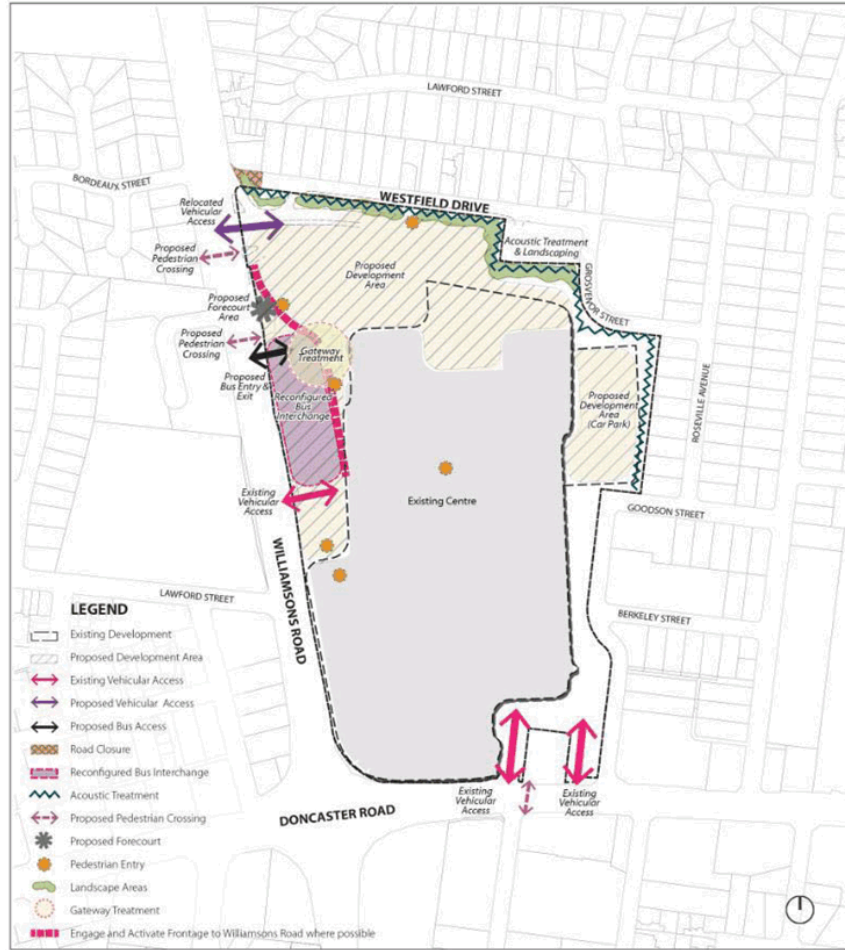 LAWFORD STREET
BORDEAUX STREET
WESTFIELD DRIVE
Relocated
Vehicular
Access
Acoustic Treatment
& Landscaping
Proposed
Pedestrian
Crossing
Proposed
Development
Area
GROSVENOR STREET
Proposed
Forecourt
Area
Proposed
Pedestrian
Crossing
Gateway
Treatment
Proposed
Bus Entry &
Exit
Reconfigured
Bus
Interchange
Proposed
Development
Area
(Car Park)
ROSEVILLE AVENUE
Existing
Vehicular
Access
Existing Centre
GOODSON STREET
WILLIAMSONS ROAD
LAWFORD STREET
BERKELEY STREET
LEGEND
Existing Development
Proposed Development Area
Existing Vehicular Access
Proposed Vehicular Access
Proposed Bus Access
Road Closure
Reconfigured Bus Interchange
Acoustic Treatment
Proposed Pedestrian Crossing
Proposed Forecourt
Pedestrian Entry
Landscape Areas
Gateway Treatment
Engage and Activate Frontage to Williamsons Road where possible
Existing
Vehicular
Access
Existing
Vehicular
Access
DONCASTER ROAD